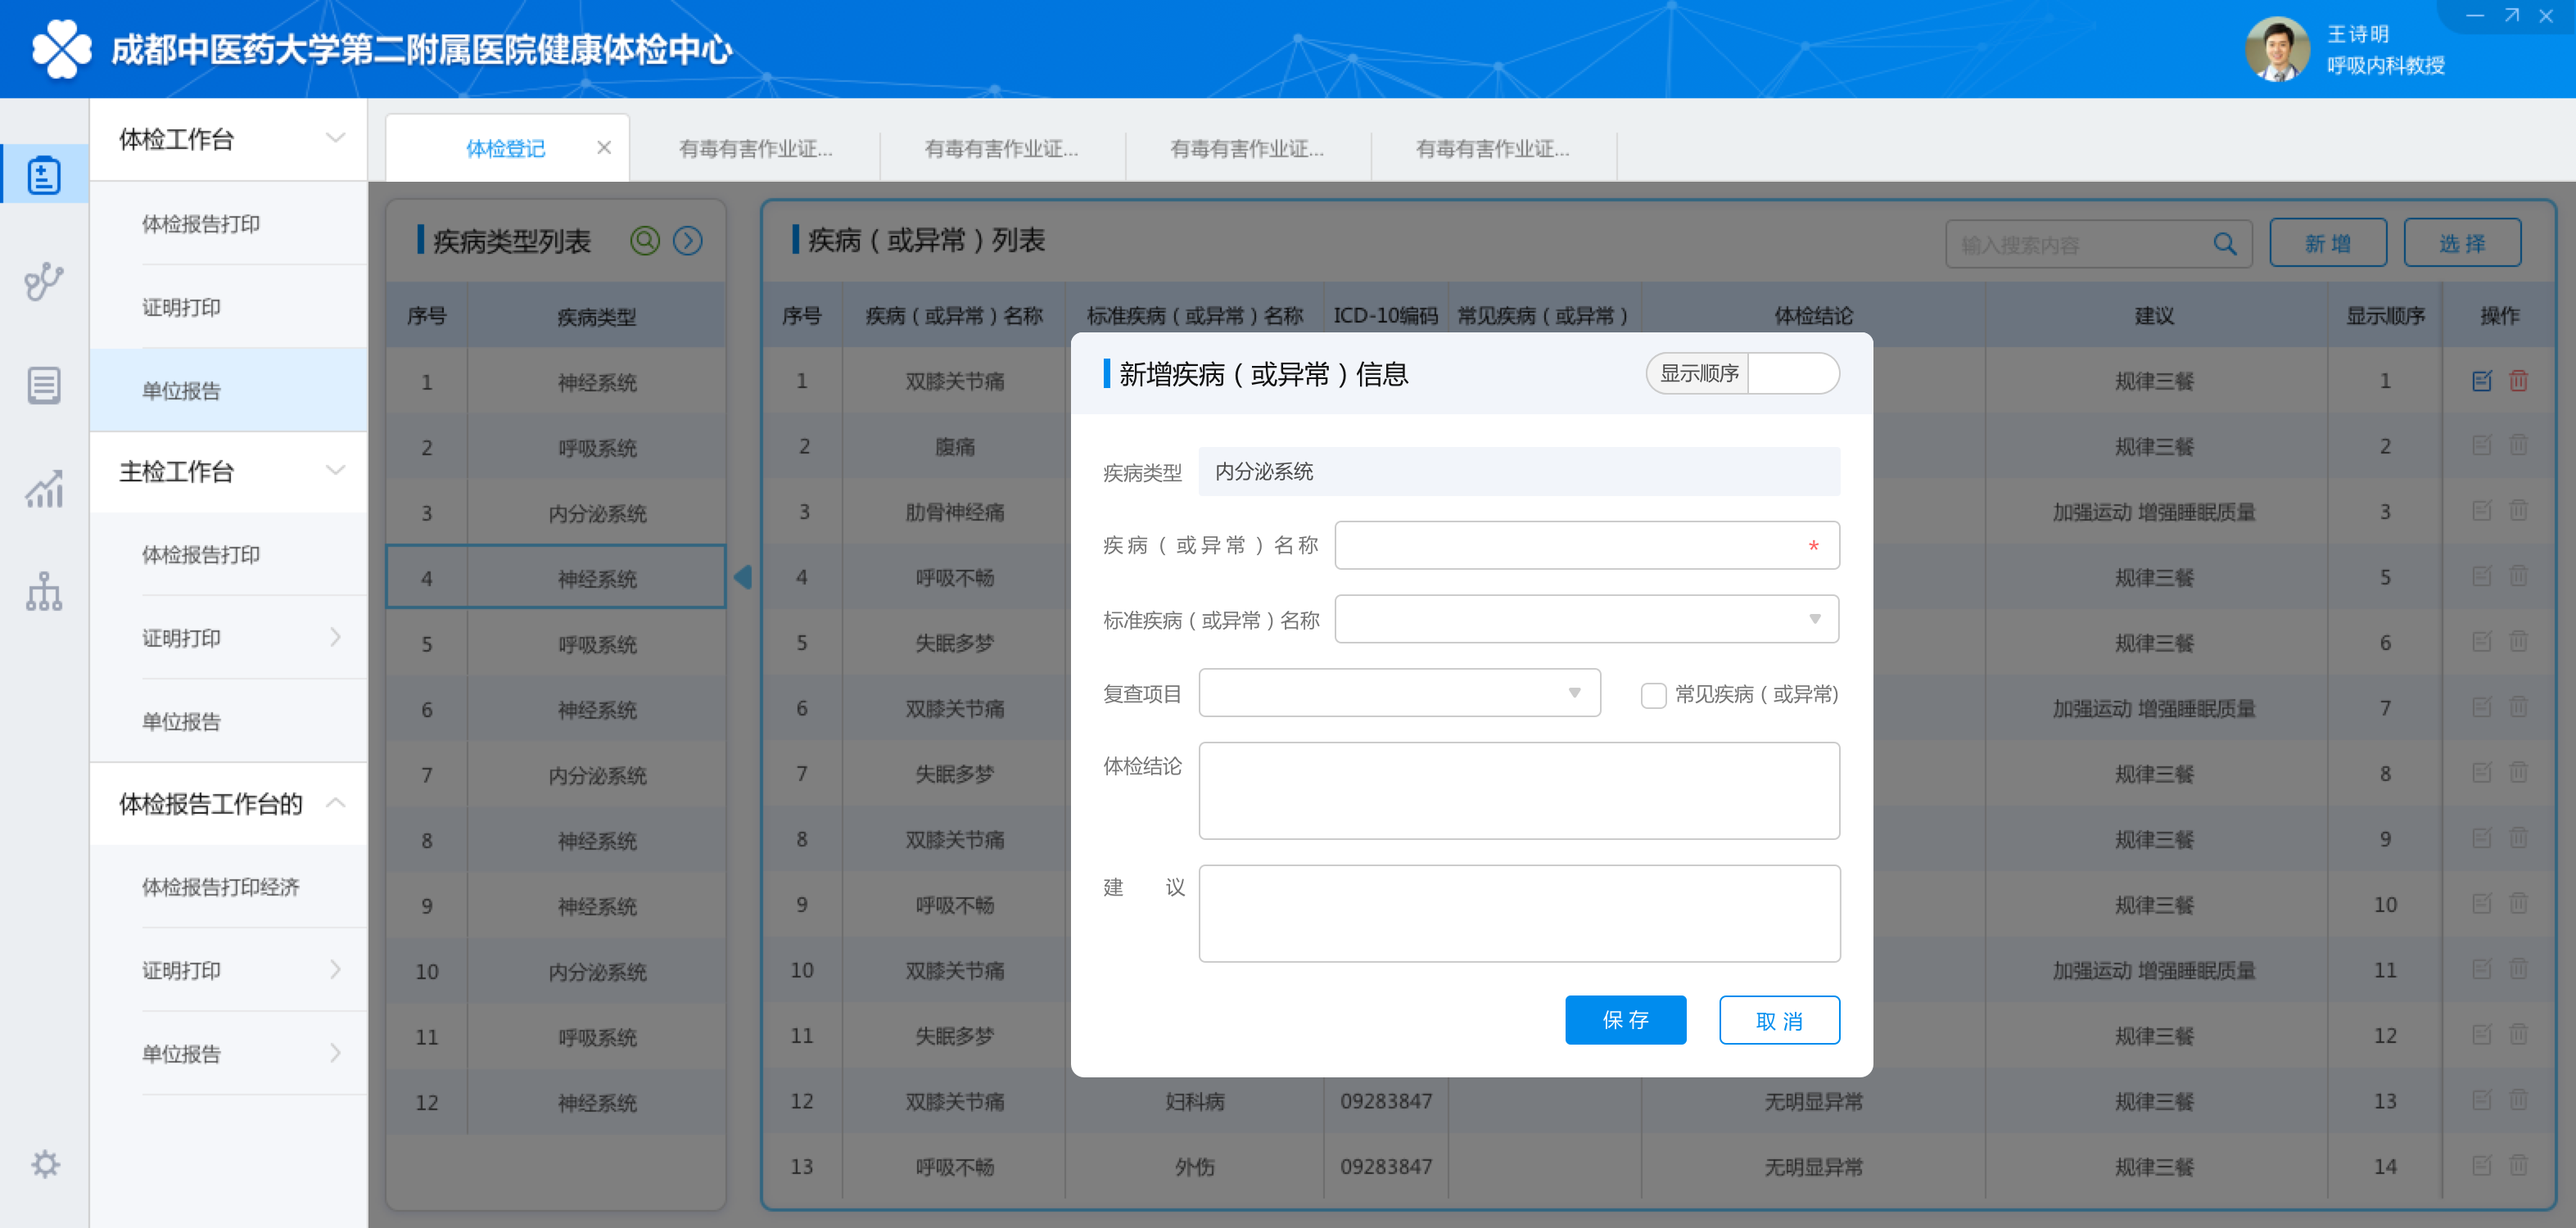 成都中医药大学第二附属医院健康体检中心
王诗明
呼吸内科教授
体检工作台
体检报告打印
证明打印
单位报告
主检工作台
体检报告打印
证明打印
单位报告
体检报告工作台的
体检报告打印经济
证明打印
单位报告
体检登记
有毒有害作业证...
有毒有害作业证...
有毒有害作业证...
有毒有害作业证...
疾病类型列表
序号 疾病类型
1 神经系统
2 呼吸系统
3 内分泌系统
4 神经系统
5 呼吸系统
6 神经系统
7 内分泌系统
8 神经系统
9 神经系统
10 内分泌系统
11 呼吸系统
12 神经系统
疾病（或异常）列表
输入搜索内容
新 增
选 择
序号 疾病（或异常）名称 标准疾病（或异常）名称 ICD-10编码 常见疾病（或异常） 体检结论 建议 显示顺序 操作
1 双膝关节痛 规律三餐 1
2 腹痛 规律三餐 2
3 肋骨神经痛 加强运动 增强睡眠质量 3
4 呼吸不畅 规律三餐 5
5 失眠多梦 规律三餐 6
6 双膝关节痛 加强运动 增强睡眠质量 7
7 失眠多梦 规律三餐 8
8 双膝关节痛 规律三餐 9
9 呼吸不畅 规律三餐 10
10 双膝关节痛 加强运动 增强睡眠质量 11
11 失眠多梦 规律三餐 12
12 双膝关节痛 妇科病 09283847 无明显异常 规律三餐 13
13 呼吸不畅 外伤 09283847 无明显异常 规律三餐 14
新增疾病（或异常）信息
显示顺序
疾病类型 内分泌系统
疾病（或异常）名称 *
标准疾病（或异常）名称
复查项目
常见疾病（或异常)
体检结论
建 议
保 存
取 消